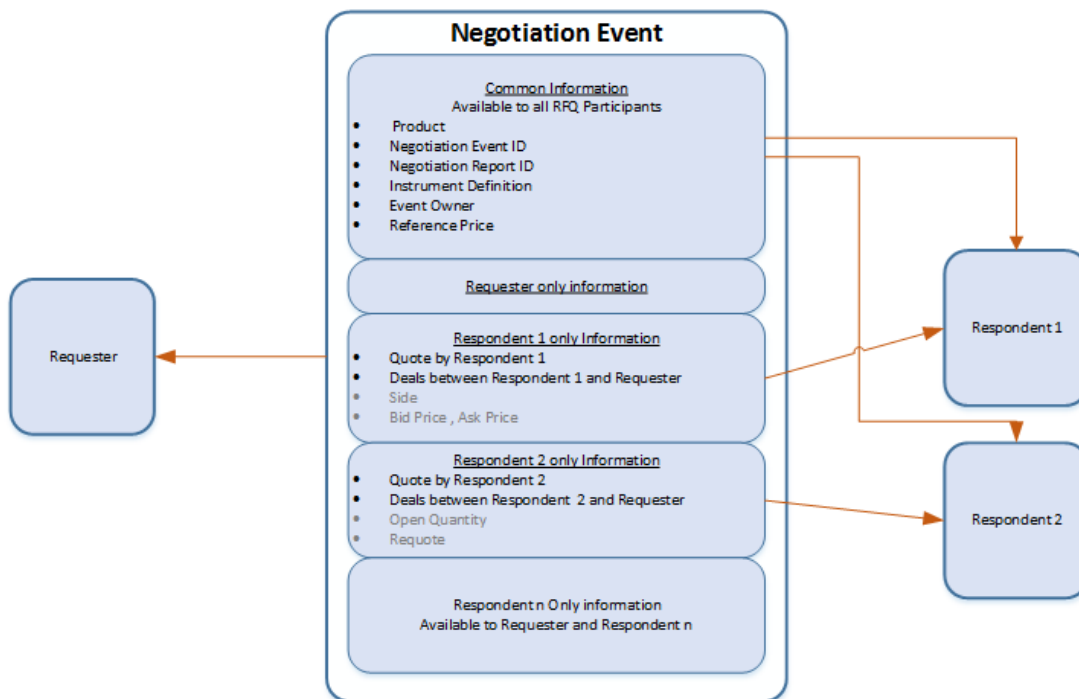 Negotiation Event
Common Information
Available to all RFQ Participants
• Product
• Negotiation Event ID
• Negotiation Report ID
• Instrument Definition
• Event Owner
• Reference Price
Requester only information
Requester
Respondent 1 only Information
• Quote by Respondent 1
• Deals between Respondent 1 and Requester
• Side
• Bid Price , Ask Price
Respondent 1
Respondent 2 only Information
• Quote by Respondent 2
• Deals between Respondent 2 and Requester
• Open Quantity
• Requote
Respondent 2
Respondent n Only information
Available to Requester and Respondent n